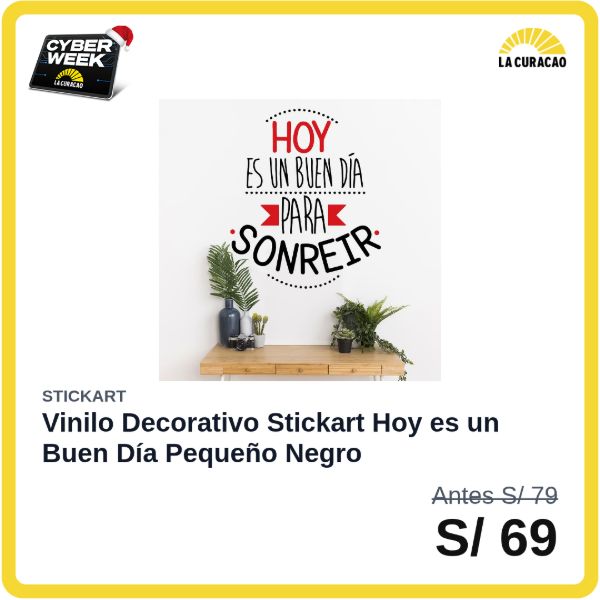 CYBER
WEEK
LA CURACAO
LA CURACAO
HOY
ES UN BUEN DÍA
PARA
SONREIR
STICKART
Vinilo Decorativo Stickart Hoy es un
Buen Día Pequeño Negro
Antes S/ 79
S/ 69